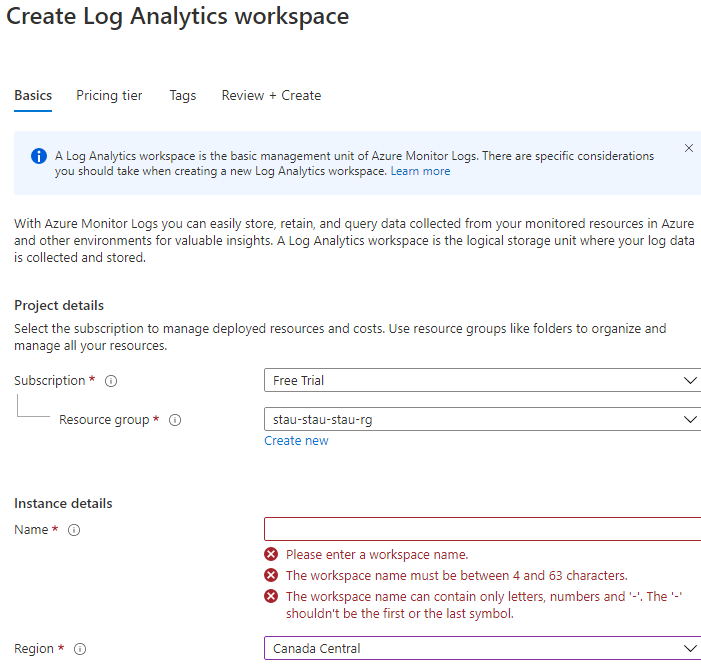 Create Log Analytics workspace
Basics Pricing tier Tags Review + Create
A Log Analytics workspace is the basic management unit of Azure Monitor Logs. There are specific considerations
you should take when creating a new Log Analytics workspace. Learn more
With Azure Monitor Logs you can easily store, retain, and query data collected from your monitored resources in Azure
and other environments for valuable insights. A Log Analytics workspace is the logical storage unit where your log data
is collected and stored.
Project details
Select the subscription to manage deployed resources and costs. Use resource groups like folders to organize and
manage all your resources.
Subscription * Free Trial
Resource group * stau-stau-stau-rg
Create new
Instance details
Name *
Please enter a workspace name.
The workspace name must be between 4 and 63 characters.
The workspace name can contain only letters, numbers and '-'. The '-'
shouldn't be the first or the last symbol.
Region * Canada Central